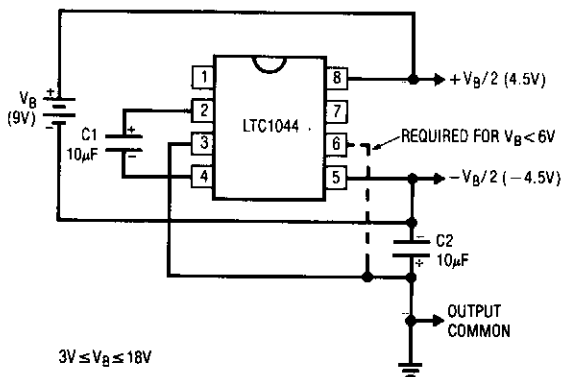 V_B
(9V)
+
−
C1
10µF
+
−
1
2
3
4
LTC1044
8
7
6
5
+V_B/2 (4.5V)
REQUIRED FOR V_B<6V
−V_B/2 (−4.5V)
−
C2
10µF
+
OUTPUT
COMMON
3V≤V_B≤18V